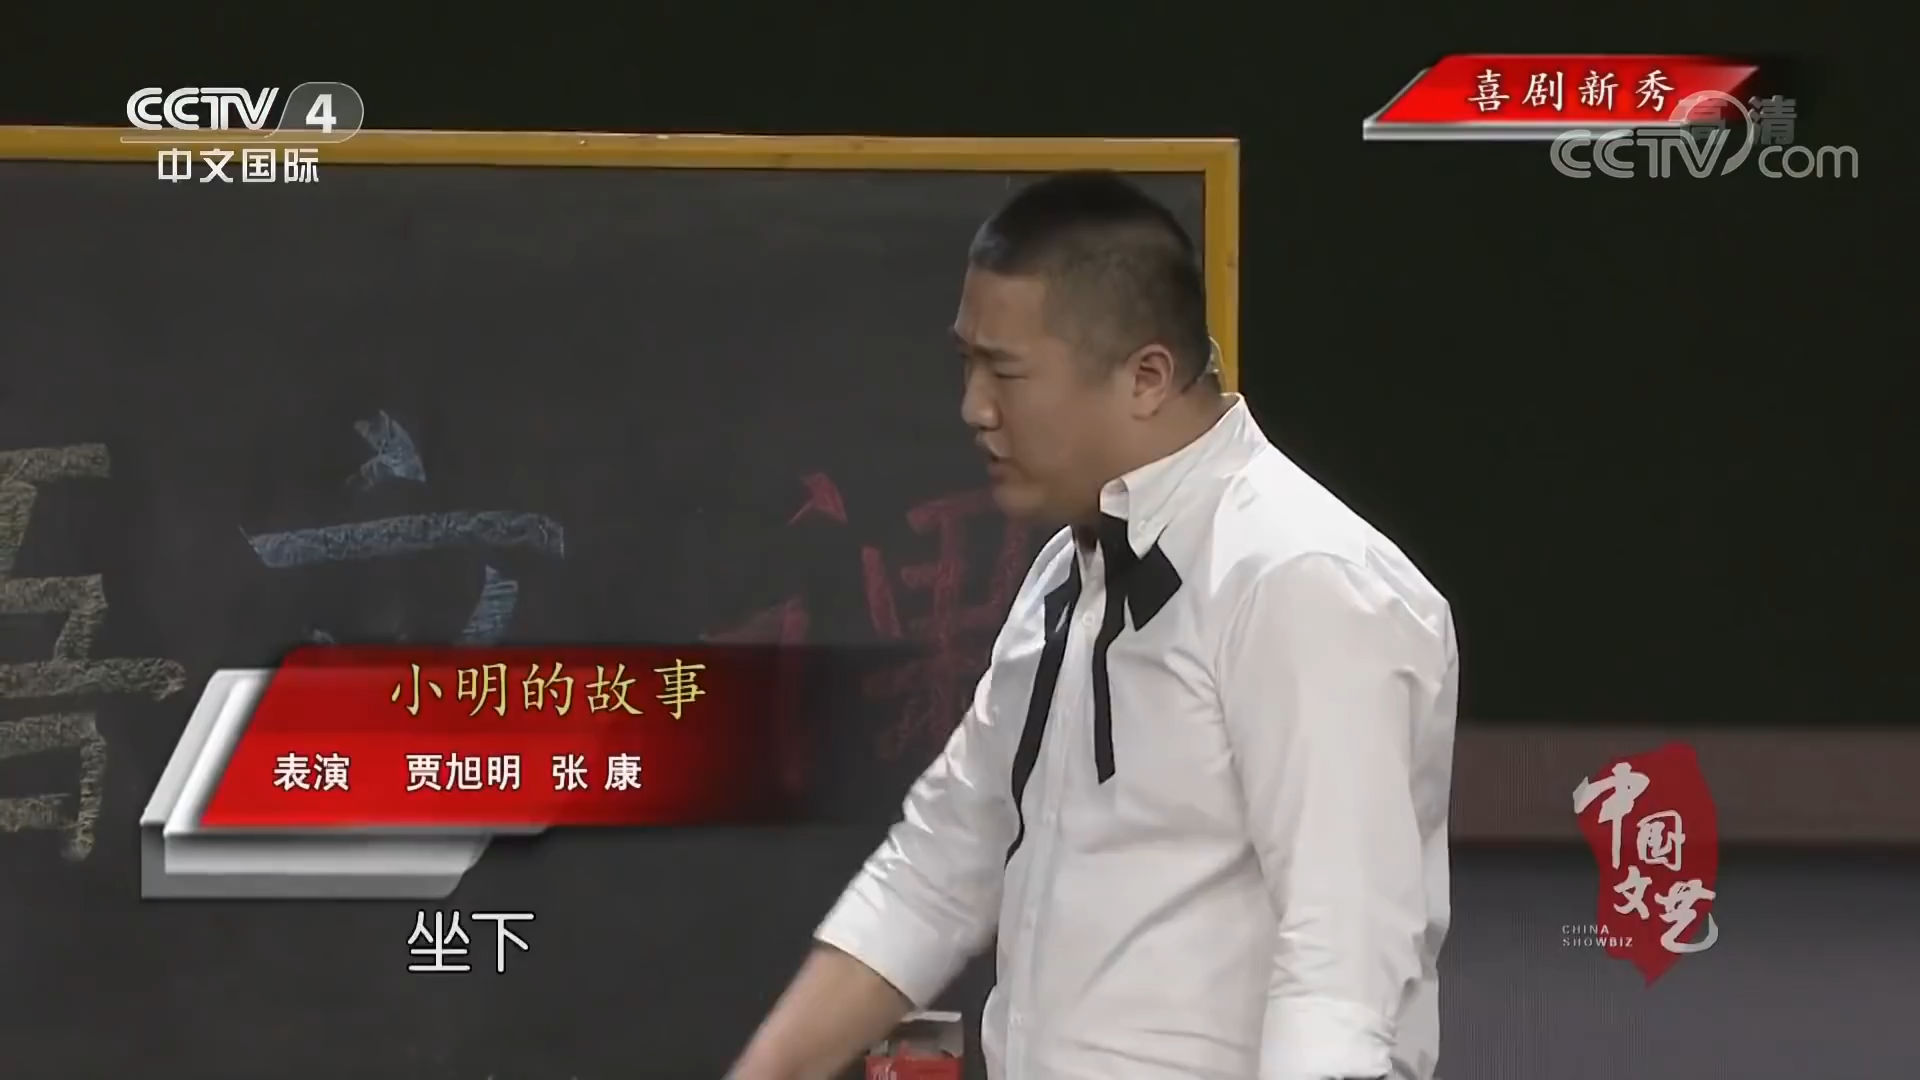 CCTV 4
中文国际
喜剧新秀
高清
CCTV com
课
小明的故事
表演 贾旭明 张康
坐下
中国文艺
CHINA
SHOWBIZ